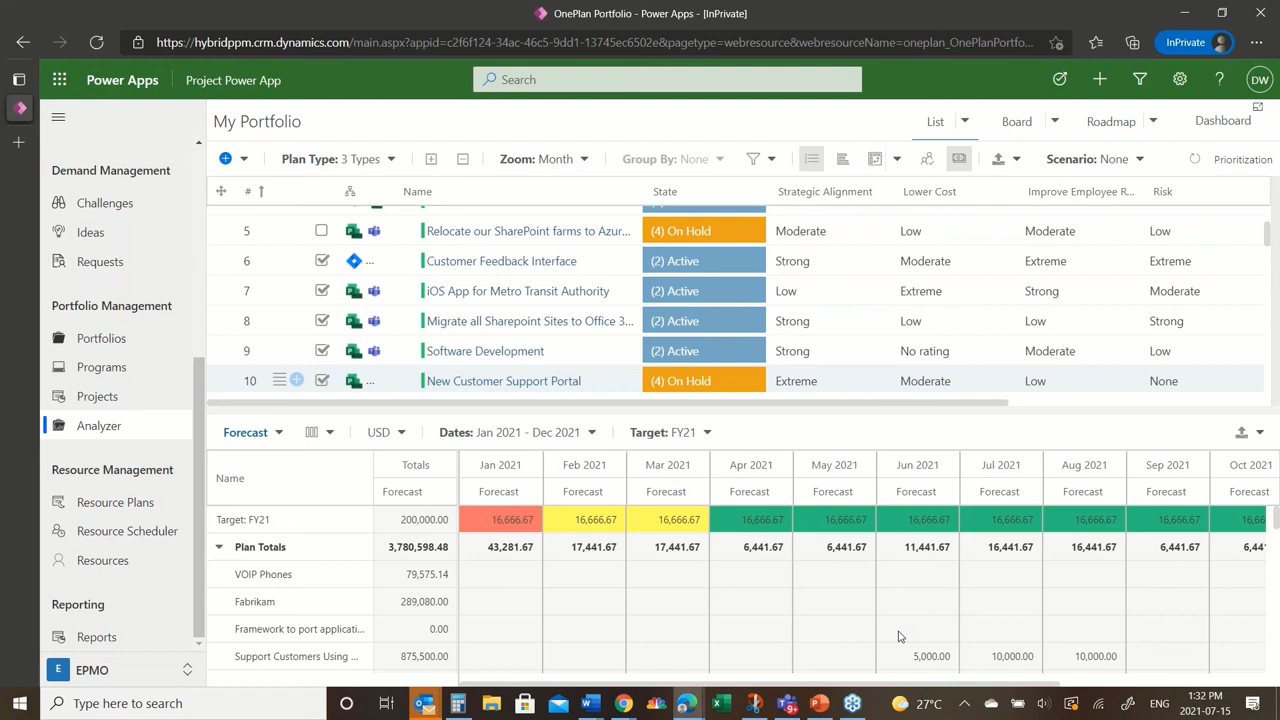 OnePlan Portfolio - Power Apps - [InPrivate]
https://hybridppm.crm.dynamics.com/main.aspx?appid=c2f6f124-34ac-46c5-9dd1-13745ec6502e&pagetype=webresource&webresourceName=oneplan_OnePlanPortfo...
InPrivate
Power Apps Project Power App Search DW
My Portfolio List Board Roadmap Dashboard
Plan Type: 3 Types Zoom: Month Group By: None Scenario: None Prioritization
# Name State Strategic Alignment Lower Cost Improve Employee R... Risk
5 Relocate our SharePoint farms to Azur... (4) On Hold Moderate Low Moderate Low
6 ... Customer Feedback Interface (2) Active Strong Moderate Extreme Extreme
7 iOS App for Metro Transit Authority (2) Active Low Extreme Strong Moderate
8 Migrate all Sharepoint Sites to Office 3... (2) Active Strong Low Low Strong
9 Software Development (2) Active Strong No rating Moderate Low
10 ... New Customer Support Portal (4) On Hold Extreme Moderate Low None
Demand Management
Challenges
Ideas
Requests
Portfolio Management
Portfolios
Programs
Projects
Analyzer
Resource Management
Resource Plans
Resource Scheduler
Resources
Reporting
Reports
E EPMO
Forecast USD Dates: Jan 2021 - Dec 2021 Target: FY21
Name Totals Jan 2021 Feb 2021 Mar 2021 Apr 2021 May 2021 Jun 2021 Jul 2021 Aug 2021 Sep 2021 Oct 2021
Forecast Forecast Forecast Forecast Forecast Forecast Forecast Forecast Forecast Forecast Forecast
Target: FY21 200,000.00 16,666.67 16,666.67 16,666.67 16,666.67 16,666.67 16,666.67 16,666.67 16,666.67 16,666.67 16,66
Plan Totals 3,780,598.48 43,281.67 17,441.67 17,441.67 6,441.67 6,441.67 11,441.67 16,441.67 16,441.67 6,441.67 6,44
VOIP Phones 79,575.14
Fabrikam 289,080.00
Framework to port applicati... 0.00
Support Customers Using ... 875,500.00 5,000.00 10,000.00 10,000.00
Type here to search 27°C ENG 1:32 PM
2021-07-15